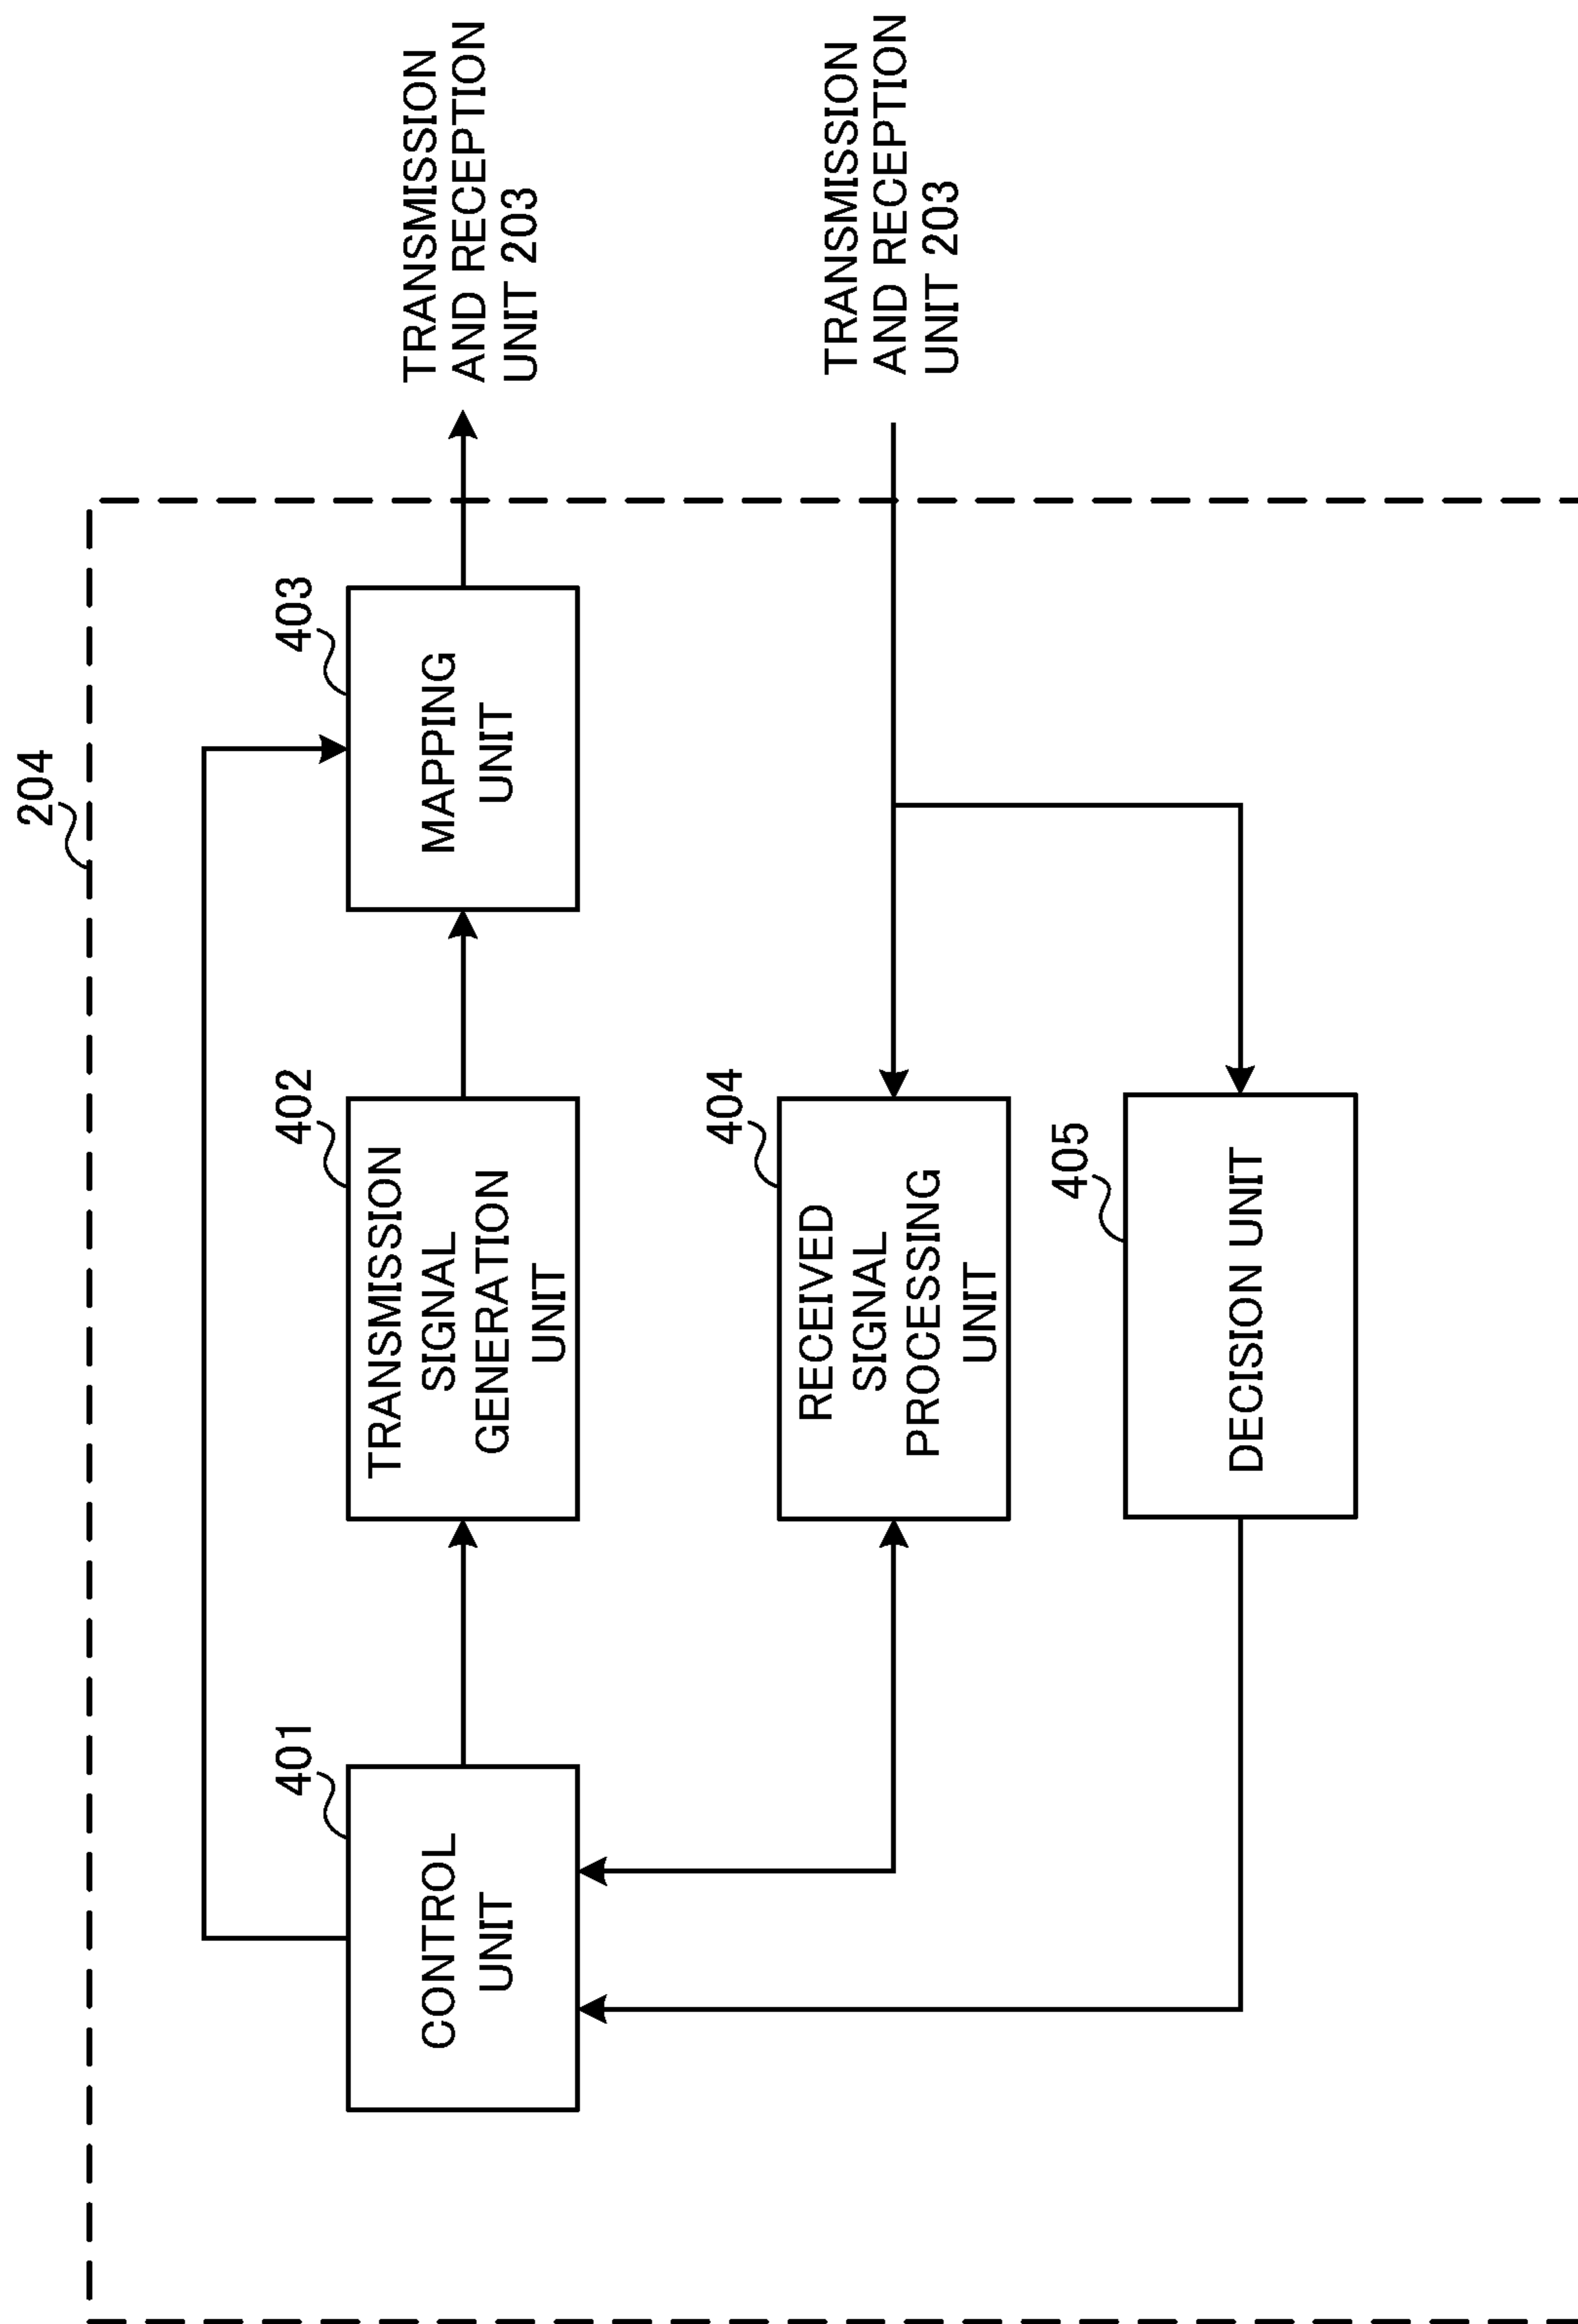 204
401
CONTROL
UNIT
402
TRANSMISSION
SIGNAL
GENERATION
UNIT
403
MAPPING
UNIT
TRANSMISSION
AND RECEPTION
UNIT 203
404
RECEIVED
SIGNAL
PROCESSING
UNIT
TRANSMISSION
AND RECEPTION
UNIT 203
405
DECISION UNIT